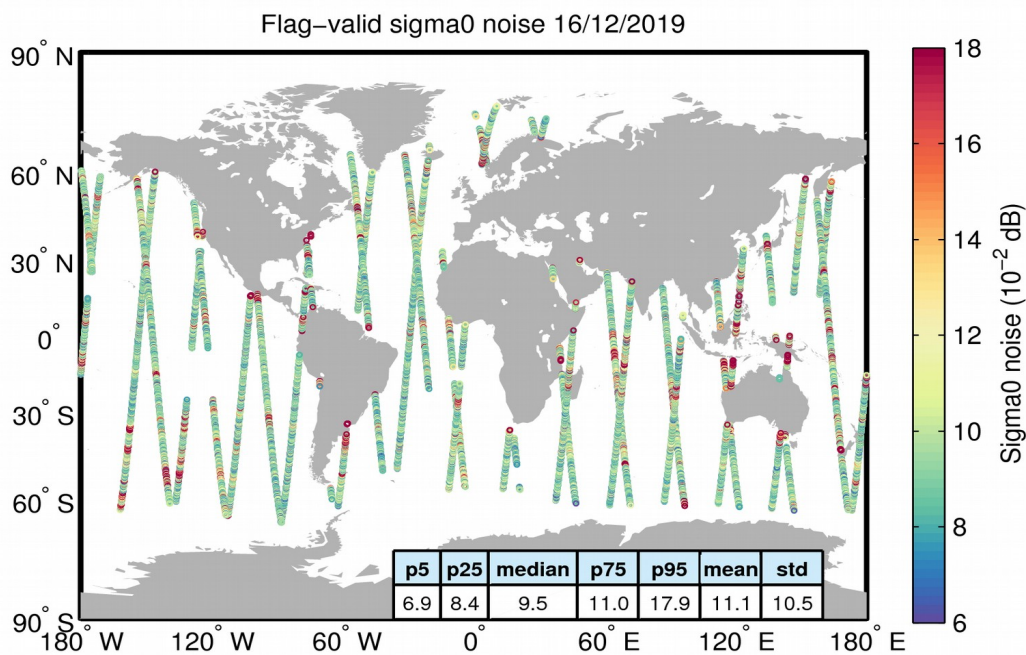 Flag−valid sigma0 noise 16/12/2019
90° N
60° N
30° N
0°
30° S
60° S
90° S
180° W
120° W
60° W
0°
60° E
120° E
180° E
p5 p25 median p75 p95 mean std
6.9 8.4 9.5 11.0 17.9 11.1 10.5
18
16
14
12
10
8
6
Sigma0 noise (10⁻² dB)